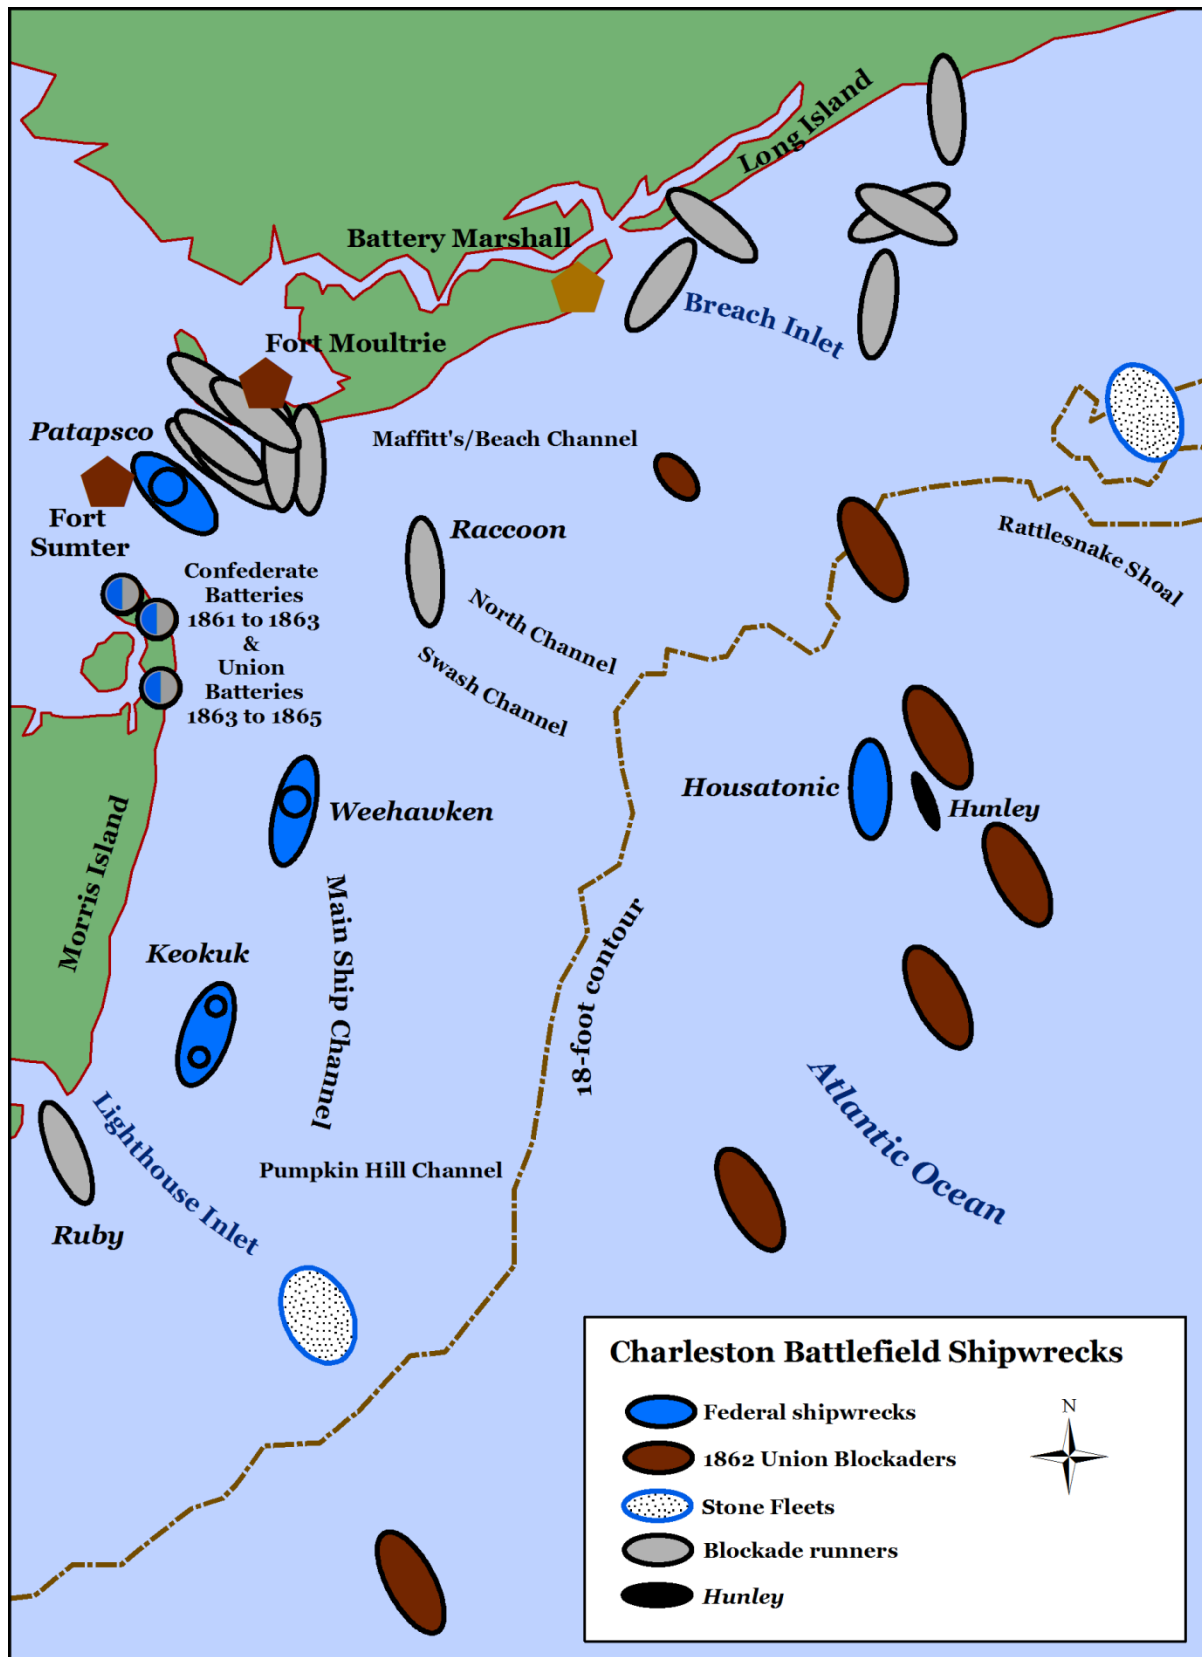 Long Island
Battery Marshall
Breach Inlet
Fort Moultrie
Patapsco
Maffitt's/Beach Channel
Fort
Sumter
Raccoon
Rattlesnake Shoal
Confederate
Batteries
1861 to 1863
&
Union
Batteries
1863 to 1865
North Channel
Swash Channel
Housatonic
Hunley
Weehawken
Morris Island
Main Ship Channel
Keokuk
18-foot contour
Atlantic Ocean
Lighthouse Inlet
Pumpkin Hill Channel
Ruby
Charleston Battlefield Shipwrecks
Federal shipwrecks
N
1862 Union Blockaders
Stone Fleets
Blockade runners
Hunley